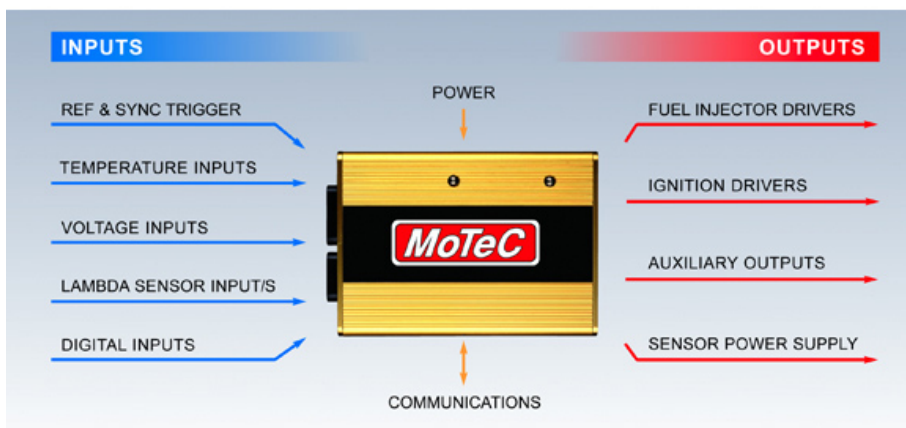 INPUTS
OUTPUTS
POWER
REF & SYNC TRIGGER
FUEL INJECTOR DRIVERS
TEMPERATURE INPUTS
IGNITION DRIVERS
VOLTAGE INPUTS
MoTeC
AUXILIARY OUTPUTS
LAMBDA SENSOR INPUT/S
DIGITAL INPUTS
SENSOR POWER SUPPLY
COMMUNICATIONS